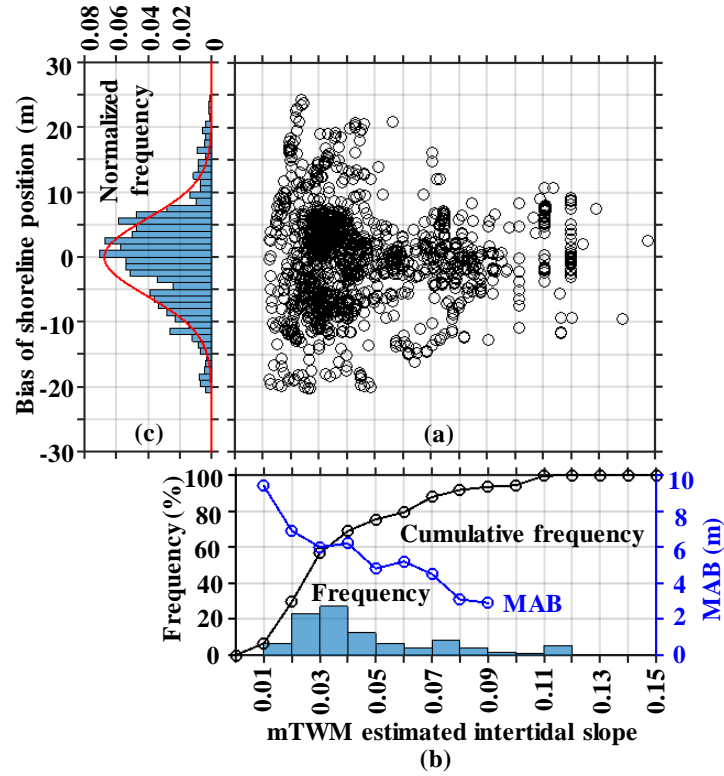 0.08
0.06
0.04
0.02
0
30
20
10
0
-10
-20
-30
Bias of shoreline position (m)
Normalized
frequency
(c)
(a)
100
80
60
40
20
0
Frequency (%)
Cumulative frequency
Frequency
MAB
10
8
6
4
2
0
MAB (m)
0.01
0.03
0.05
0.07
0.09
0.11
0.13
0.15
mTWM estimated intertidal slope
(b)